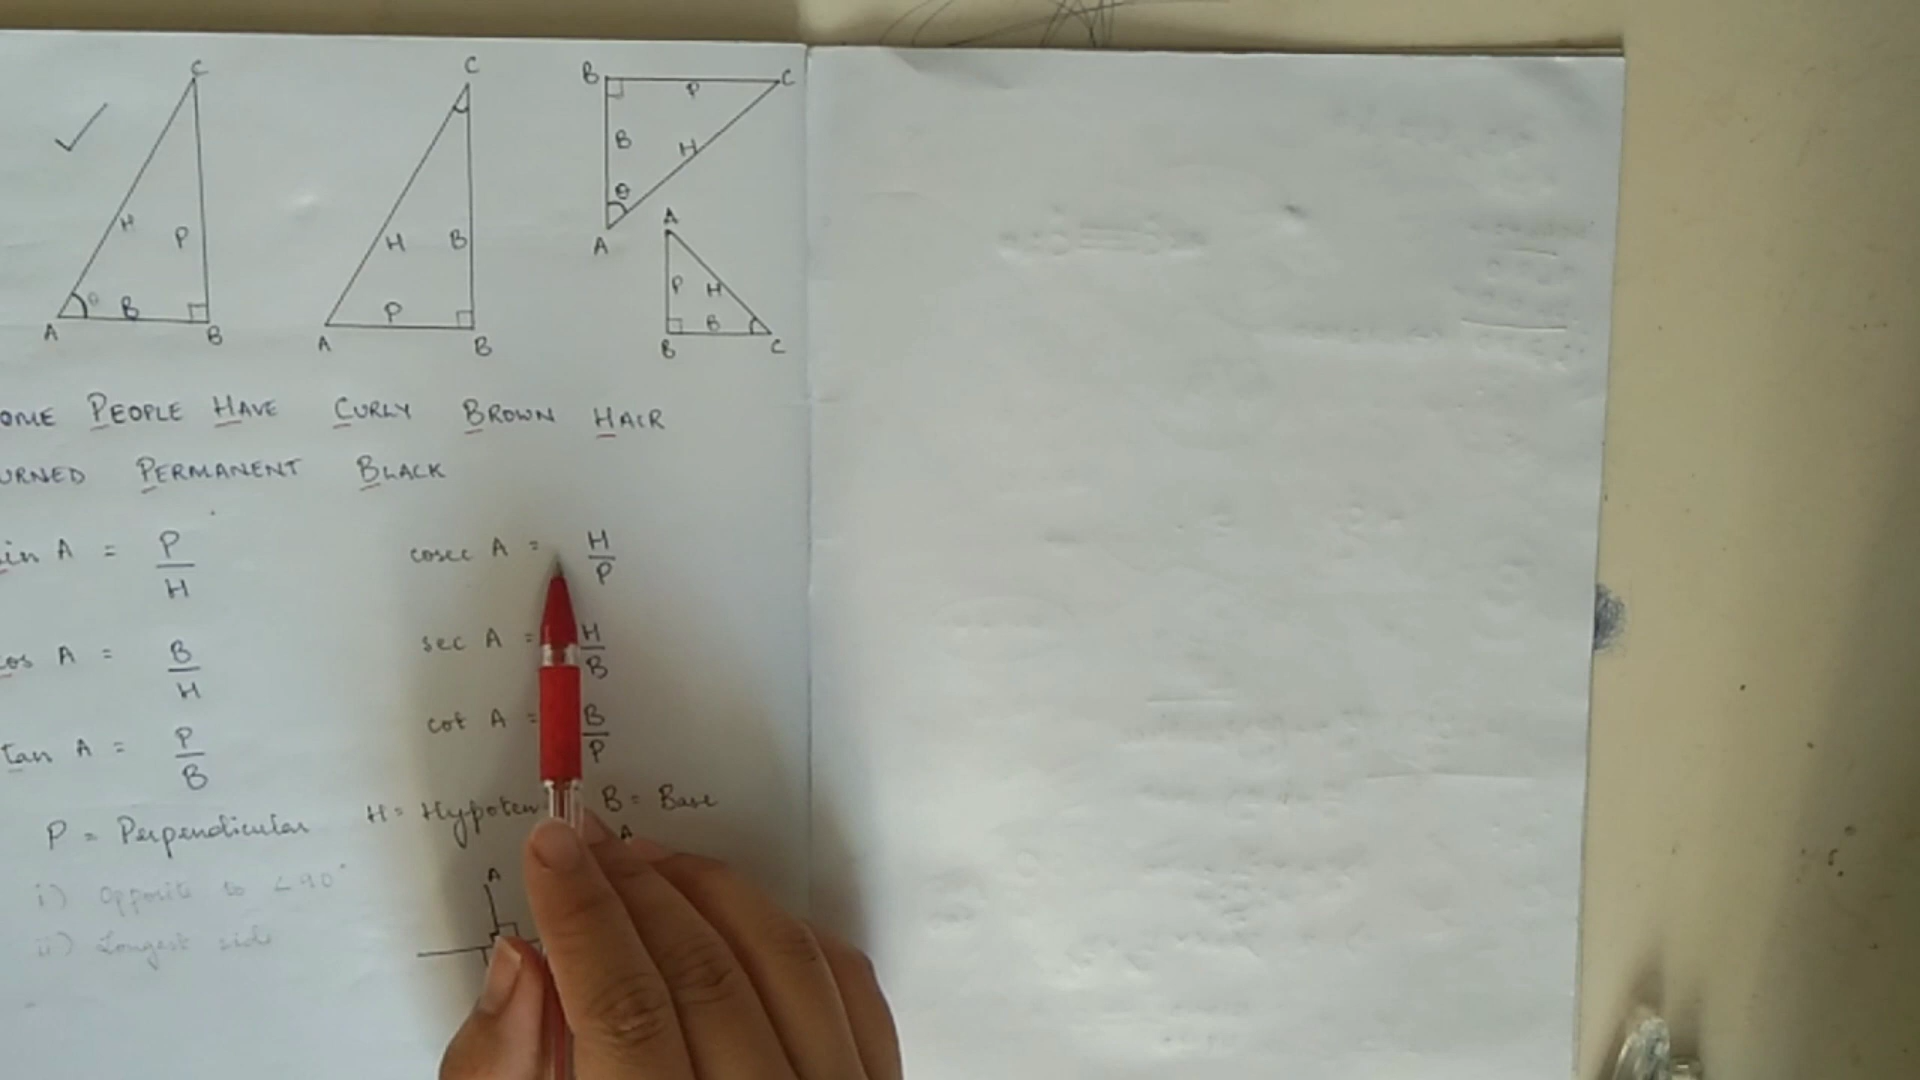 C
H
P
θ
B
A
B
C
H
B
P
A
B
B
P
C
B
H
θ
A
A
P
H
B
B
C
OME PEOPLE HAVE CURLY BROWN HAIR
URNED PERMANENT BLACK
in A = P/H
cosec A = H/P
os A = B/H
sec A = H/B
tan A = P/B
cot A = B/P
P = Perpendicular
H = Hypoten
B = Base
i) Opposite to ∠90°
ii) Longest side
A
A